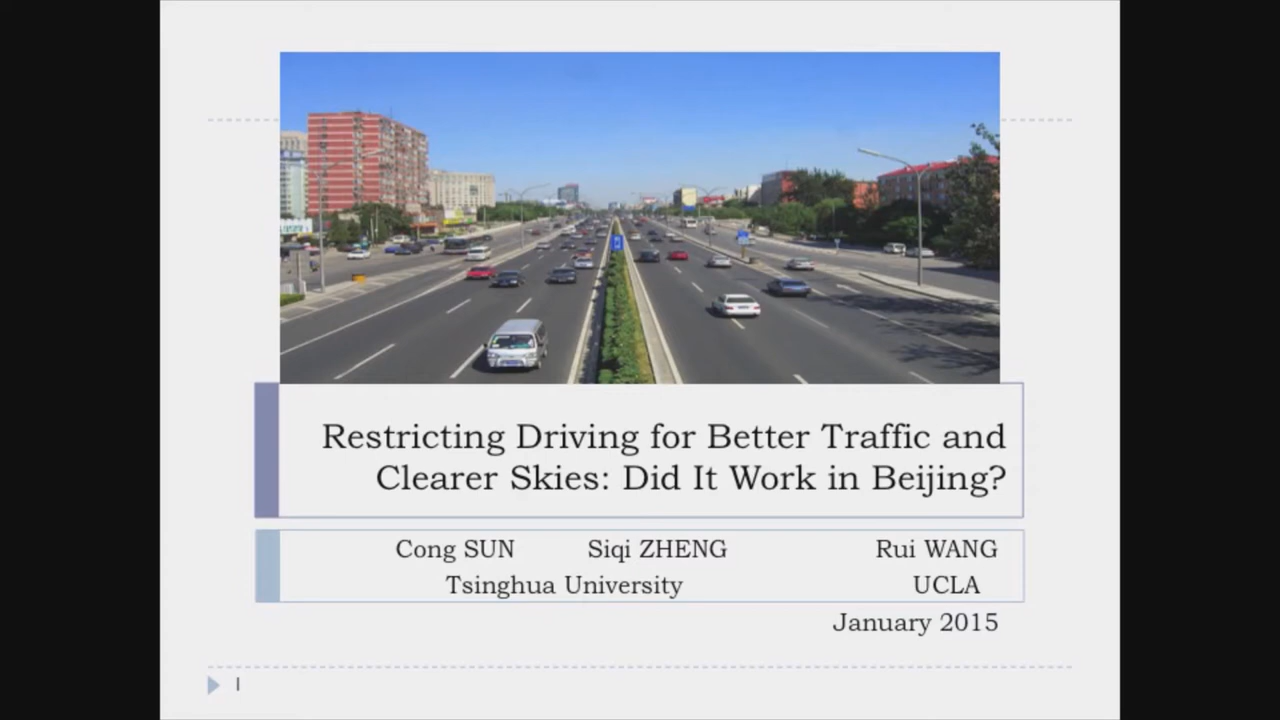 Restricting Driving for Better Traffic and
Clearer Skies: Did It Work in Beijing?
Cong SUN Siqi ZHENG Rui WANG
Tsinghua University UCLA
January 2015
1